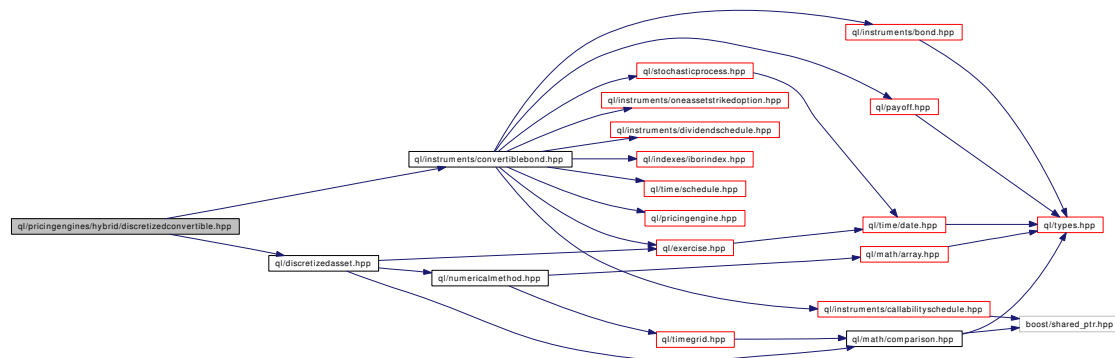 ql/instruments/bond.hpp
ql/stochasticprocess.hpp
ql/instruments/oneassetstrikedoption.hpp
ql/payoff.hpp
ql/instruments/dividendschedule.hpp
ql/instruments/convertiblebond.hpp
ql/indexes/iborindex.hpp
ql/time/schedule.hpp
ql/pricingengine.hpp
ql/pricingengines/hybrid/discretizedconvertible.hpp
ql/time/date.hpp
ql/types.hpp
ql/exercise.hpp
ql/math/array.hpp
ql/discretizedasset.hpp
ql/numericalmethod.hpp
ql/instruments/callabilityschedule.hpp
boost/shared_ptr.hpp
ql/timegrid.hpp
ql/math/comparison.hpp